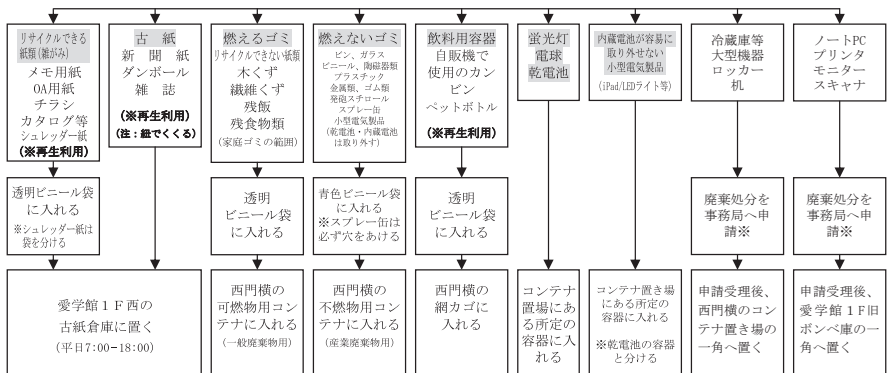 リサイクルできる
紙類(雑がみ)
メモ用紙
OA用紙
チラシ
カタログ等
シュレッダー紙
(※再生利用)
古　紙
新　聞　紙
ダンボール
雑　誌
(※再生利用)
(注：紐でくくる)
燃えるゴミ
リサイクルできない紙類
木くず
繊維くず
残飯
残食物類
(家庭ゴミの範囲)
燃えないゴミ
ビン、ガラス
ビニール、陶磁器類
プラスチック
金属類、ゴム類
発砲スチロール
スプレー缶
小型電気製品
(乾電池・内蔵電池
は取り外す)
飲料用容器
自販機で
使用のカン
ビン
ペットボトル
(※再生利用)
蛍光灯
電球
乾電池
内蔵電池が容易に
取り外せない
小型電気製品
(iPad/LEDライト等)
冷蔵庫等
大型機器
ロッカー
机
ノートPC
プリンタ
モニター
スキャナ
透明ビニール袋
に入れる
※シュレッダー紙は
袋を分ける
透明
ビニール袋
に入れる
青色ビニール袋
に入れる
※スプレー缶は
必ず穴をあける
透明
ビニール袋
に入れる
廃棄処分を
事務局へ申
請※
廃棄処分を
事務局へ申
請※
愛学館１Ｆ西の
古紙倉庫に置く
(平日7:00-18:00)
西門横の
可燃物用コン
テナに入れる
(一般廃棄物用)
西門横の
不燃物用コン
テナに入れる
(産業廃棄物用)
西門横の
網カゴに
入れる
コンテナ
置場にあ
る所定の
容器に入
れる
コンテナ置き場
にある所定の
容器に入れる
※乾電池の容器
と分ける
申請受理後、
西門横のコン
テナ置き場の
一角へ置く
申請受理後、
愛学館１Ｆ旧
ボンベ庫の一
角へ置く